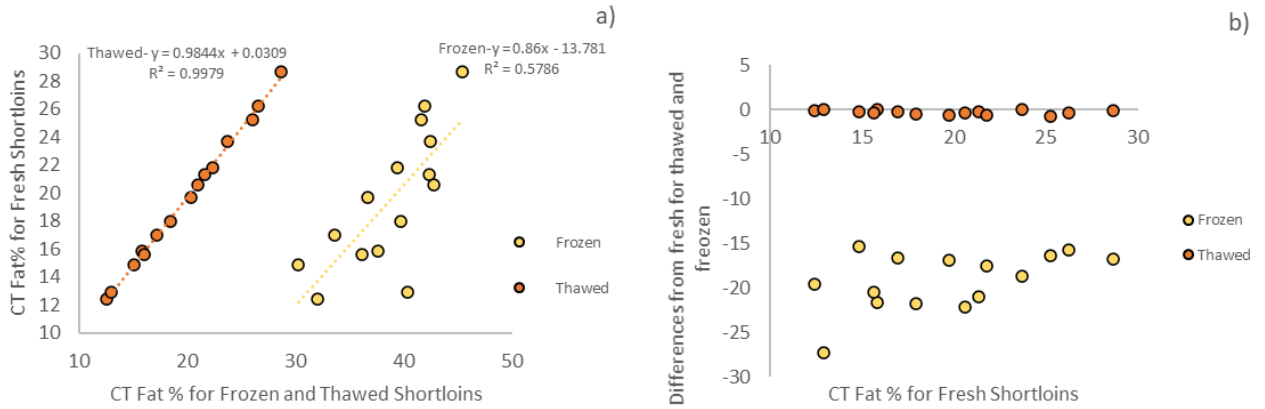 a)
Thawed- y = 0.9844x + 0.0309
R² = 0.9979
Frozen-y = 0.86x - 13.781
R² = 0.5786
CT Fat% for Fresh Shortloins
30
28
26
24
22
20
18
16
14
12
10
10
20
30
40
50
CT Fat % for Frozen and Thawed Shortloins
Frozen
Thawed
b)
Differences from fresh for thawed and
freozen
5
0
-5
-10
-15
-20
-25
-30
10
15
20
25
30
CT Fat % for Fresh Shortloins
Frozen
Thawed